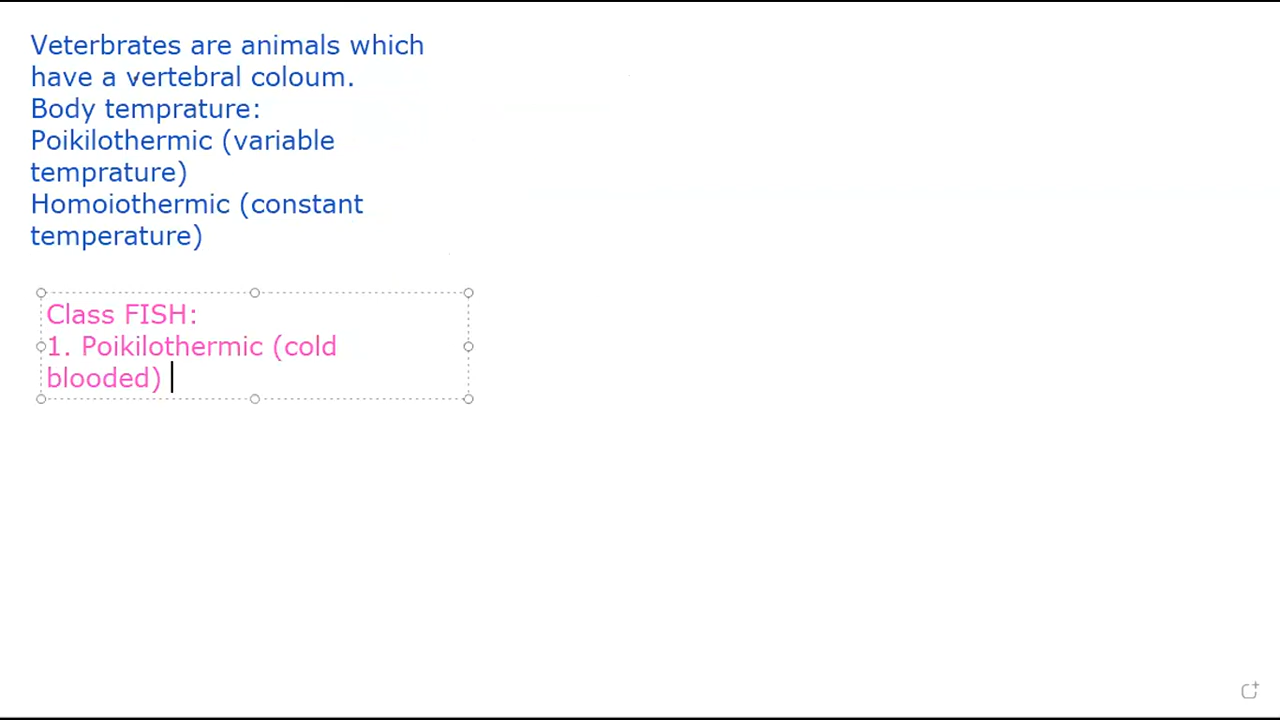 Veterbrates are animals which
have a vertebral coloum.
Body temprature:
Poikilothermic (variable
temprature)
Homoiothermic (constant
temperature)
Class FISH:
1. Poikilothermic (cold
blooded)